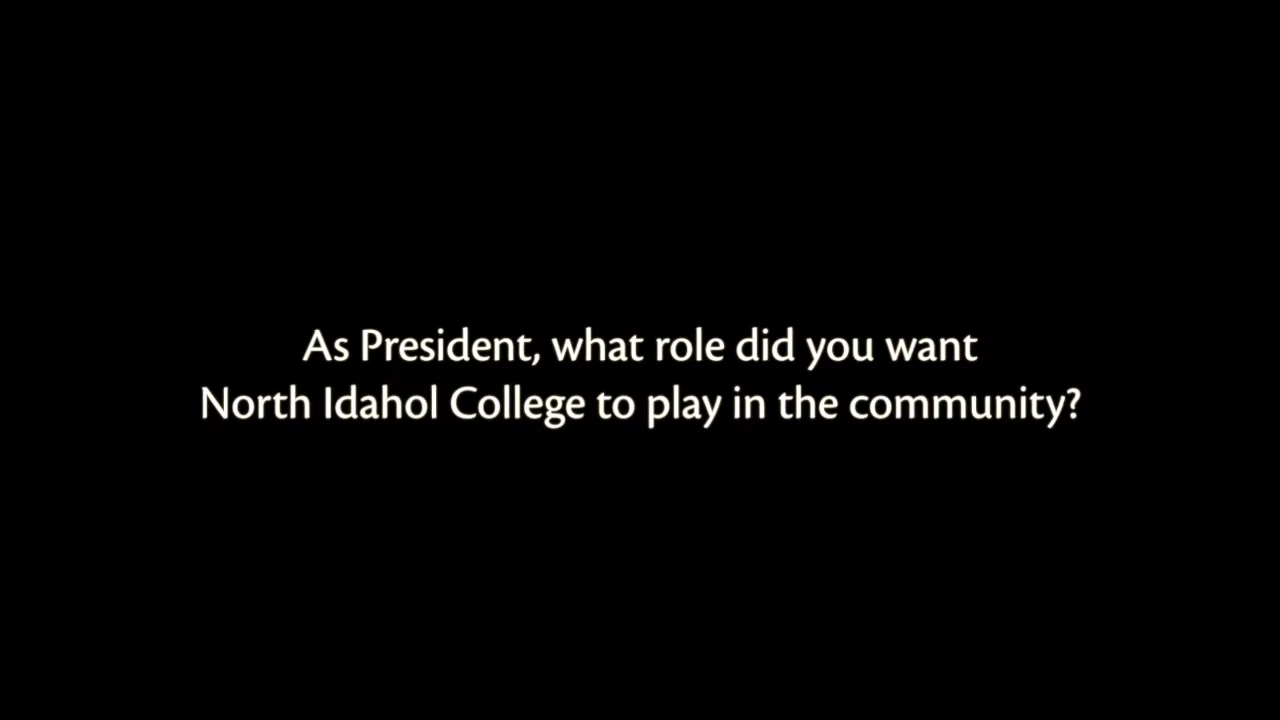 As President, what role did you want
North Idahol College to play in the community?